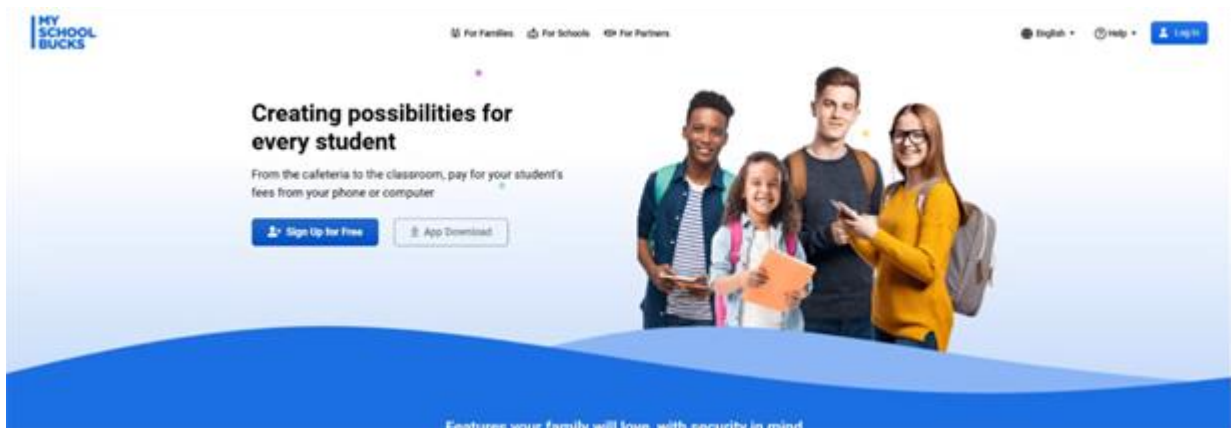 MY
SCHOOL
BUCKS
For Families For Schools For Partners
English Help Log In
Creating possibilities for
every student
From the cafeteria to the classroom, pay for your student's
fees from your phone or computer
Sign Up for Free App Download
Features your family will love, with security in mind